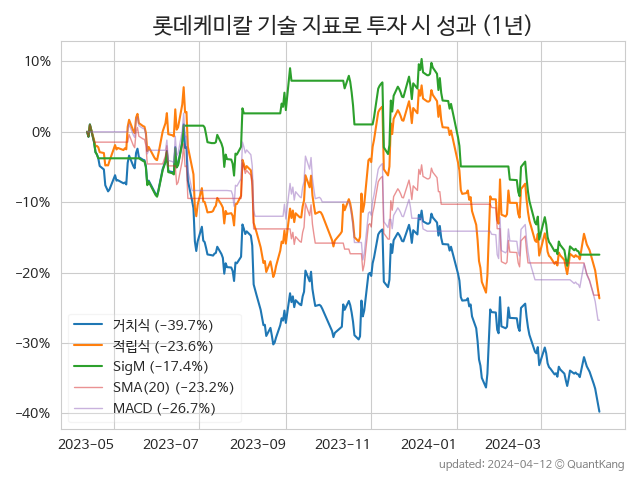 롯데케미칼 기술 지표로 투자 시 성과 (1년)
10%
0%
−10%
−20%
−30%
−40%
거치식 (−39.7%)
적립식 (−23.6%)
SigM (−17.4%)
SMA(20) (−23.2%)
MACD (−26.7%)
2023-05 2023-07 2023-09 2023-11 2024-01 2024-03
updated: 2024-04-12 © QuantKang